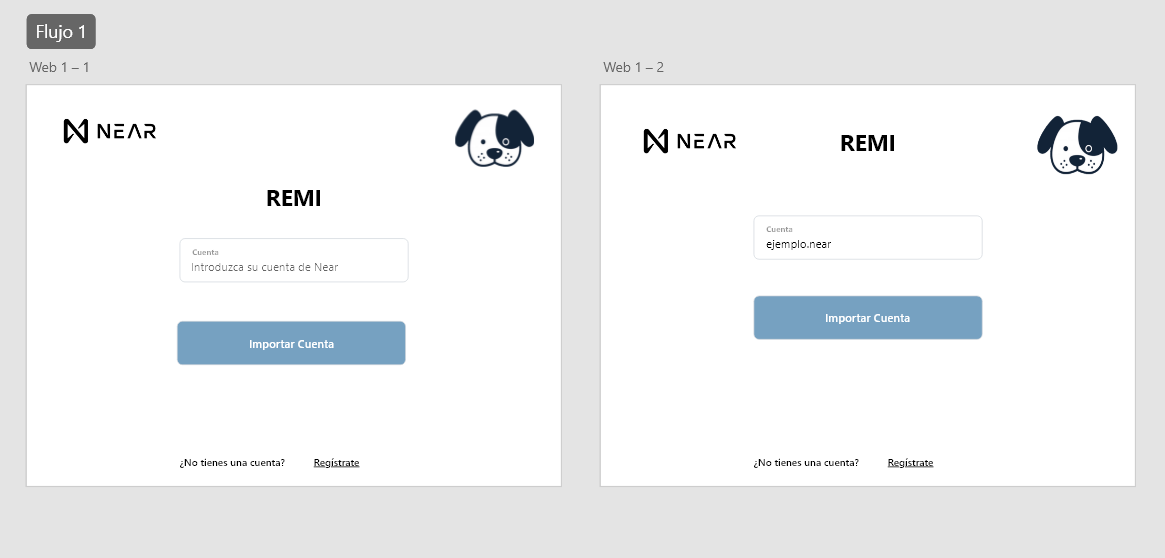 Flujo 1
Web 1 – 1
NEAR
REMI
Cuenta
Introduzca su cuenta de Near
Importar Cuenta
¿No tienes una cuenta? Regístrate
Web 1 – 2
NEAR
REMI
Cuenta
ejemplo.near
Importar Cuenta
¿No tienes una cuenta? Regístrate